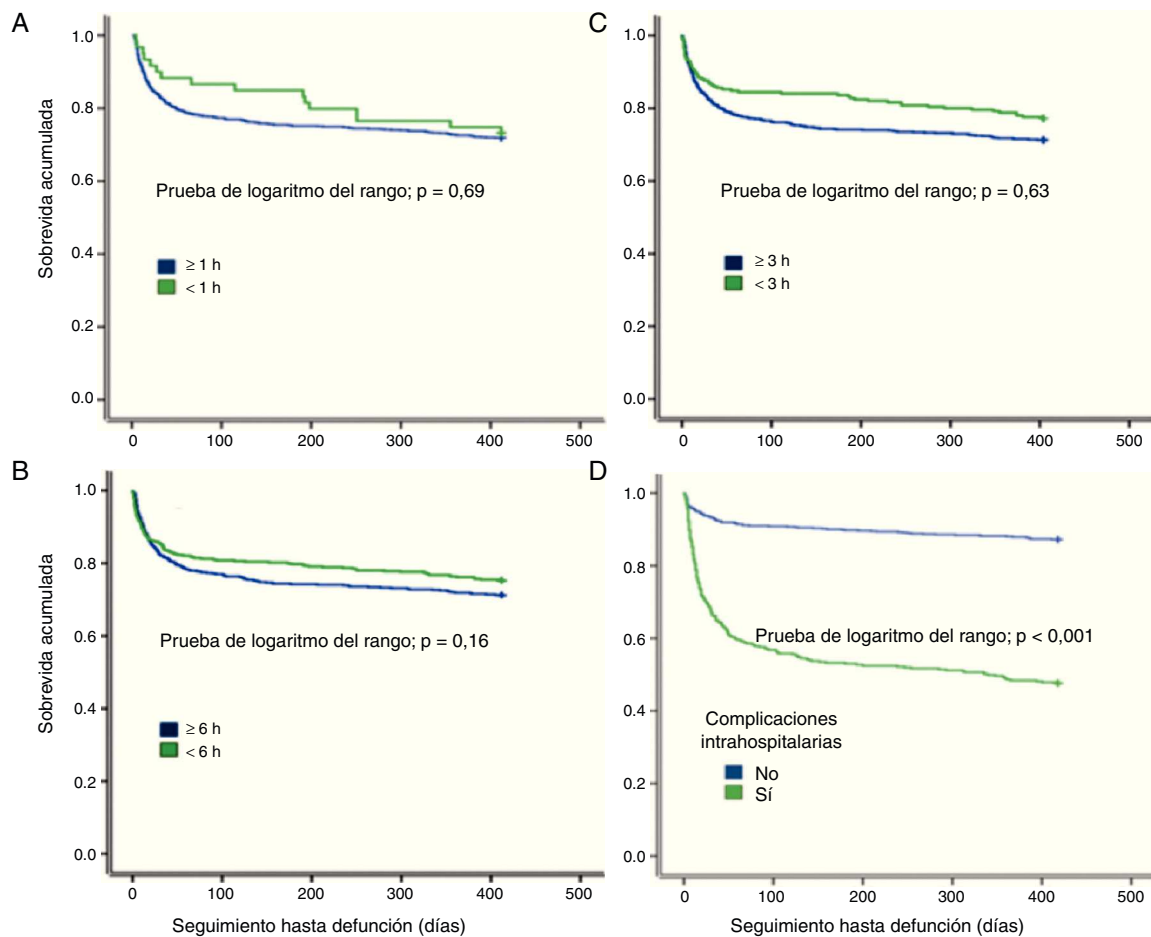 A
1.0
0.8
0.6
0.4
0.2
0.0
Sobrevida acumulada
Prueba de logaritmo del rango; p = 0,69
≥ 1 h
< 1 h
0 100 200 300 400 500
C
1.0
0.8
0.6
0.4
0.2
0.0
Prueba de logaritmo del rango; p = 0,63
≥ 3 h
< 3 h
0 100 200 300 400 500
B
1.0
0.8
0.6
0.4
0.2
0.0
Sobrevida acumulada
Prueba de logaritmo del rango; p = 0,16
≥ 6 h
< 6 h
0 100 200 300 400 500
Seguimiento hasta defunción (días)
D
1.0
0.8
0.6
0.4
0.2
0.0
Prueba de logaritmo del rango; p < 0,001
Complicaciones
intrahospitalarias
No
Sí
0 100 200 300 400 500
Seguimiento hasta defunción (días)